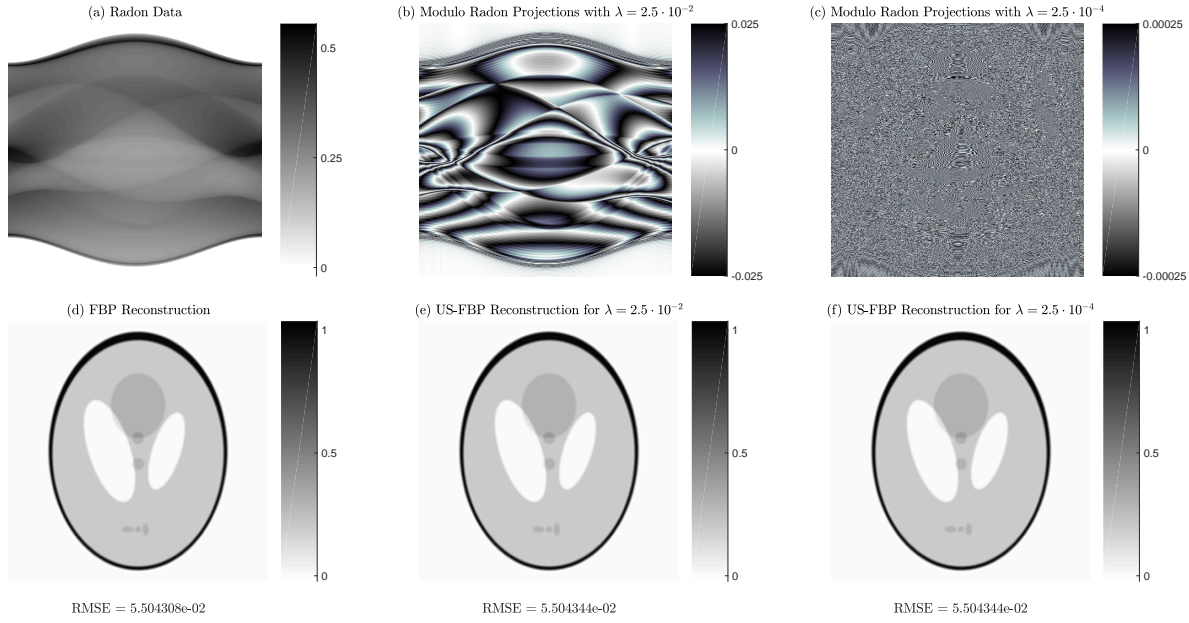 (a) Radon Data
(b) Modulo Radon Projections with λ = 2.5 · 10⁻²
(c) Modulo Radon Projections with λ = 2.5 · 10⁻⁴
0.5
0.25
0
0.025
0
-0.025
0.00025
0
-0.00025
(d) FBP Reconstruction
(e) US-FBP Reconstruction for λ = 2.5 · 10⁻²
(f) US-FBP Reconstruction for λ = 2.5 · 10⁻⁴
1
0.5
0
1
0.5
0
1
0.5
0
RMSE = 5.504308e-02
RMSE = 5.504344e-02
RMSE = 5.504344e-02